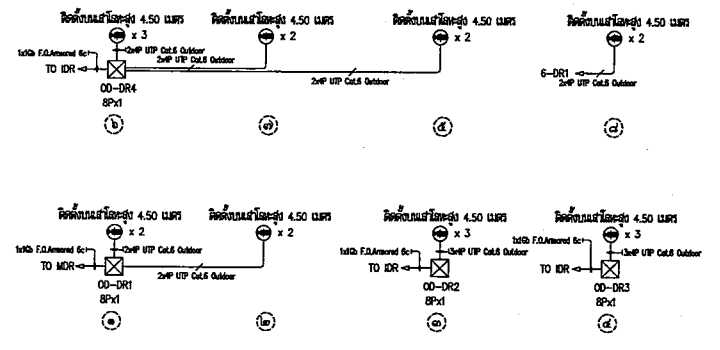 ติดตั้งบนเสาโลหะสูง 4.50 เมตร
x 3
1x1Gb F.O.Armored 6c
2x4P UTP Cat.6 Outdoor
TO IDR
OD-DR4
8Px1
๖
ติดตั้งบนเสาโลหะสูง 4.50 เมตร
x 2
2x4P UTP Cat.6 Outdoor
๗
ติดตั้งบนเสาโลหะสูง 4.50 เมตร
x 2
2x4P UTP Cat.6 Outdoor
๕
ติดตั้งบนเสาโลหะสูง 4.50 เมตร
x 2
6-DR1
2x4P UTP Cat.6 Outdoor
๘
ติดตั้งบนเสาโลหะสูง 4.50 เมตร
x 2
1x1Gb F.O.Armored 6c
2x4P UTP Cat.6 Outdoor
TO MDR
OD-DR1
8Px1
๑
ติดตั้งบนเสาโลหะสูง 4.50 เมตร
x 2
2x4P UTP Cat.6 Outdoor
๒
ติดตั้งบนเสาโลหะสูง 4.50 เมตร
x 3
1x1Gb F.O.Armored 6c
3x4P UTP Cat.6 Outdoor
TO IDR
OD-DR2
8Px1
๓
ติดตั้งบนเสาโลหะสูง 4.50 เมตร
x 3
1x1Gb F.O.Armored 6c
3x4P UTP Cat.6 Outdoor
TO IDR
OD-DR3
8Px1
๔